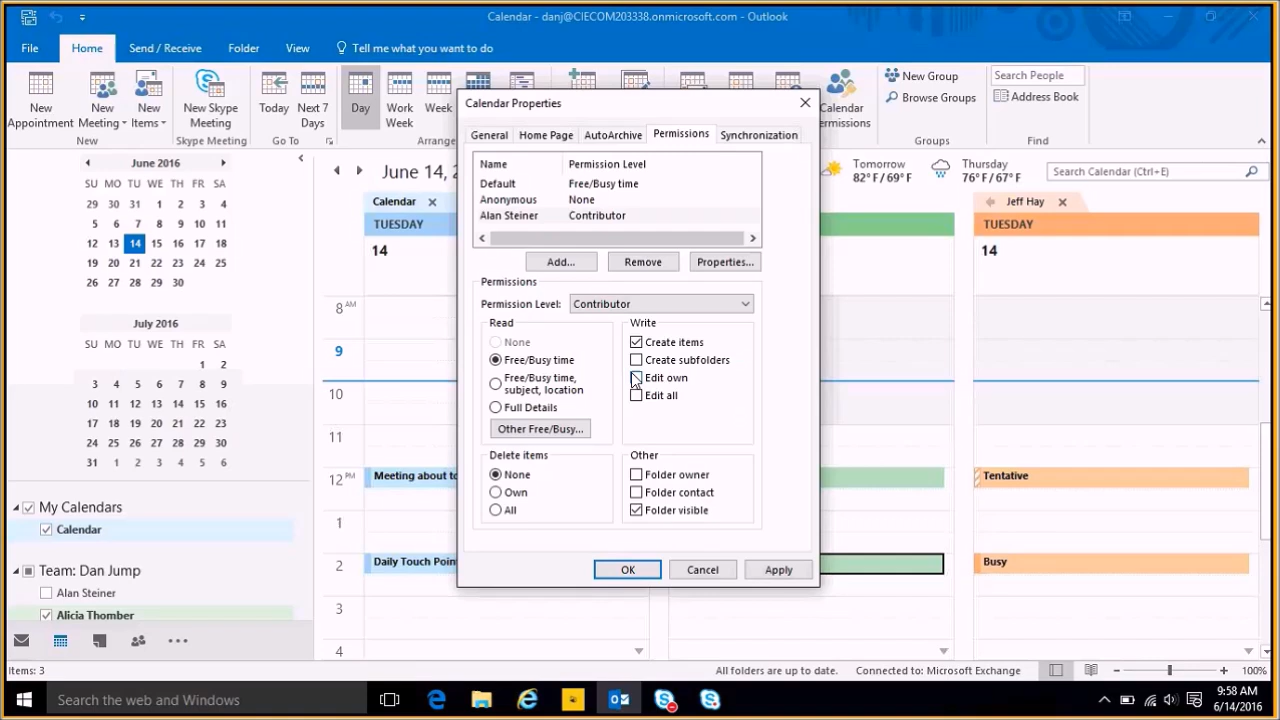 Calendar - danj@CIECOM203338.onmicrosoft.com - Outlook
File Home Send / Receive Folder View Tell me what you want to do
New Appointment
New Meeting
New Items
New Skype Meeting
Today
Next 7 Days
Day
Work Week
Week
Calendar Permissions
New Group
Browse Groups
Search People
Address Book
New Skype Meeting Go To Arrange Groups Find
June 2016
SU MO TU WE TH FR SA
29 30 31 1 2 3 4
5 6 7 8 9 10 11
12 13 14 15 16 17 18
19 20 21 22 23 24 25
26 27 28 29 30
July 2016
SU MO TU WE TH FR SA
1 2
3 4 5 6 7 8 9
10 11 12 13 14 15 16
17 18 19 20 21 22 23
24 25 26 27 28 29 30
31 1 2 3 4 5 6
My Calendars
Calendar
Team: Dan Jump
Alan Steiner
Alicia Thomber
June 14, 2
Tomorrow
82° F / 69° F
Thursday
76° F / 67° F
Search Calendar (Ctrl+E)
Calendar
TUESDAY
14
Jeff Hay
TUESDAY
14
8 AM
9
10
11
12 PM
1
2
3
4
Meeting about to
Daily Touch Poin
Tentative
Busy
Calendar Properties
General Home Page AutoArchive Permissions Synchronization
Name Permission Level
Default Free/Busy time
Anonymous None
Alan Steiner Contributor
Add... Remove Properties...
Permissions
Permission Level: Contributor
Read
None
Free/Busy time
Free/Busy time,
subject, location
Full Details
Other Free/Busy...
Write
Create items
Create subfolders
Edit own
Edit all
Delete items
None
Own
All
Other
Folder owner
Folder contact
Folder visible
OK Cancel Apply
Items: 3
All folders are up to date. Connected to: Microsoft Exchange 100%
Search the web and Windows
9:58 AM
6/14/2016